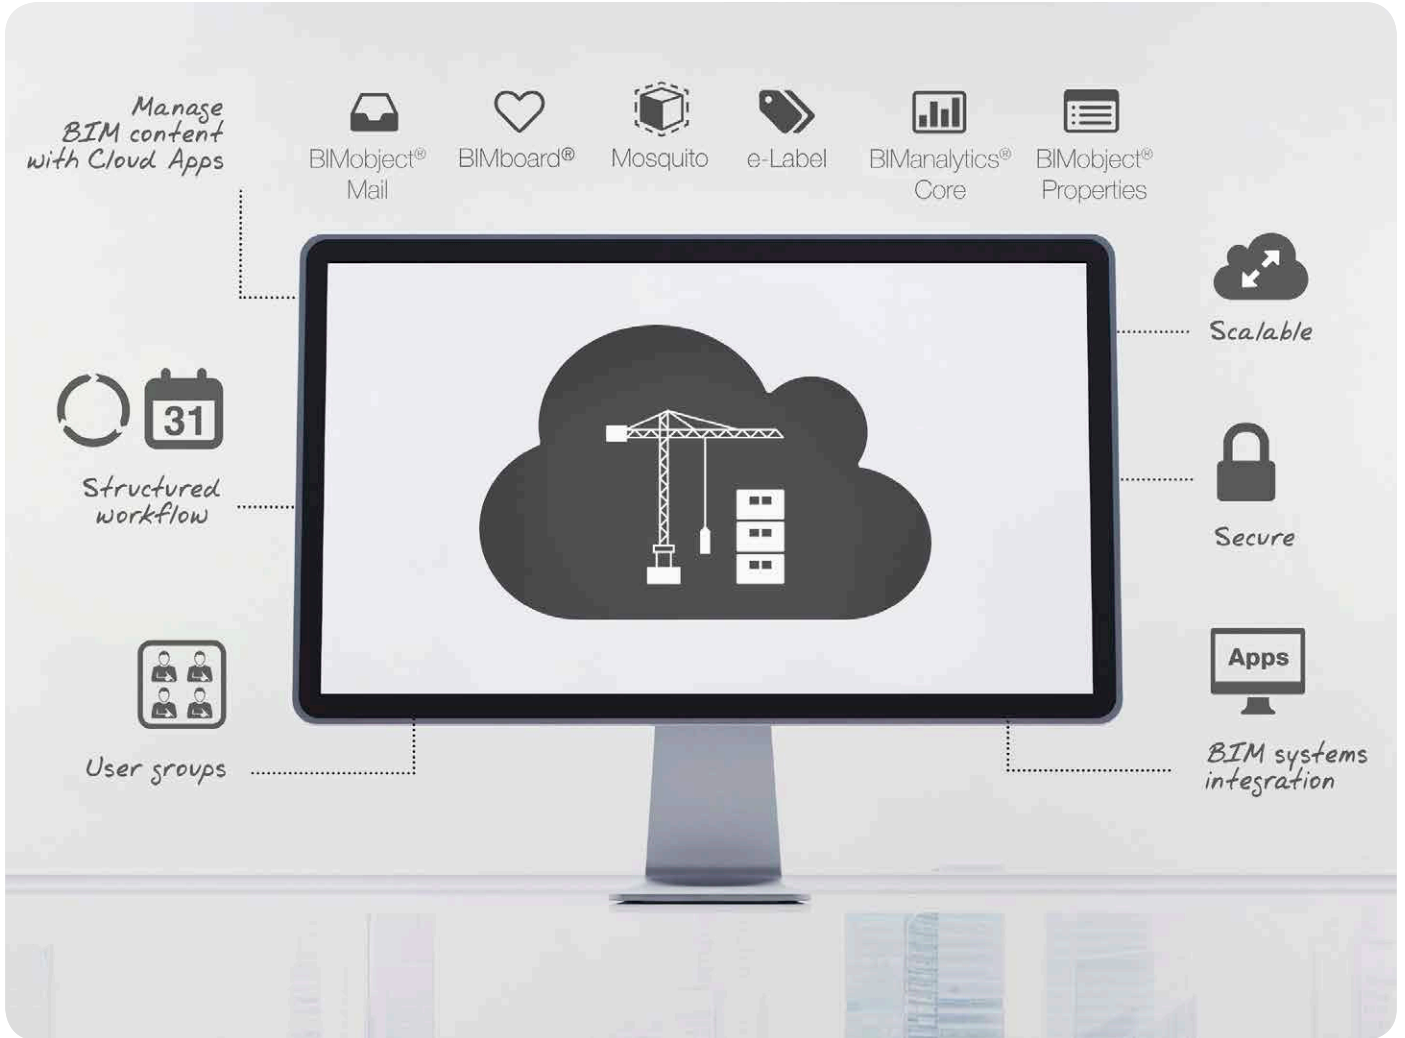 Manage
BIM content
with Cloud Apps
BIMobject®
Mail
BIMboard®
Mosquito
e-Label
BIManalytics®
Core
BIMobject®
Properties
Scalable
31
Structured
workflow
Secure
Apps
User groups
BIM systems
integration